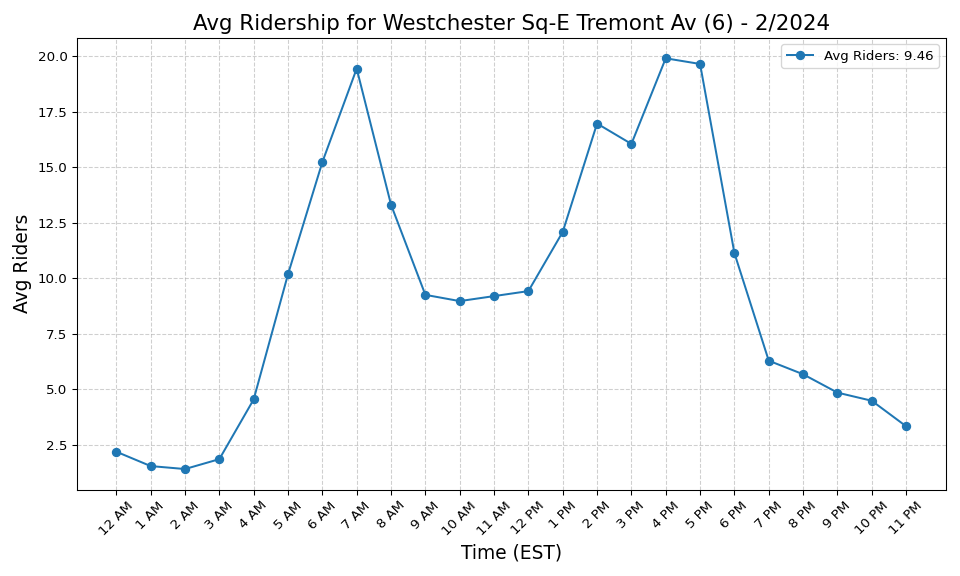 Avg Ridership for Westchester Sq-E Tremont Av (6) - 2/2024
Avg Riders: 9.46
20.0
17.5
15.0
12.5
10.0
7.5
5.0
2.5
Avg Riders
12 AM
1 AM
2 AM
3 AM
4 AM
5 AM
6 AM
7 AM
8 AM
9 AM
10 AM
11 AM
12 PM
1 PM
2 PM
3 PM
4 PM
5 PM
6 PM
7 PM
8 PM
9 PM
10 PM
11 PM
Time (EST)